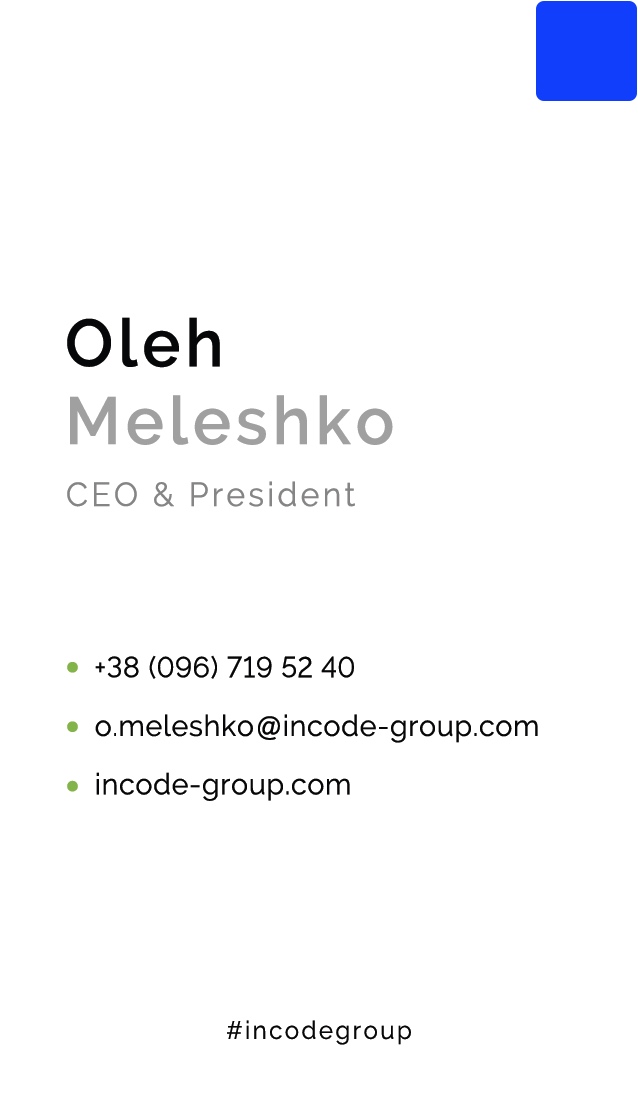 Oleh
Meleshko
CEO & President
+38 (096) 719 52 40
o.meleshko@incode-group.com
incode-group.com
#incodegroup